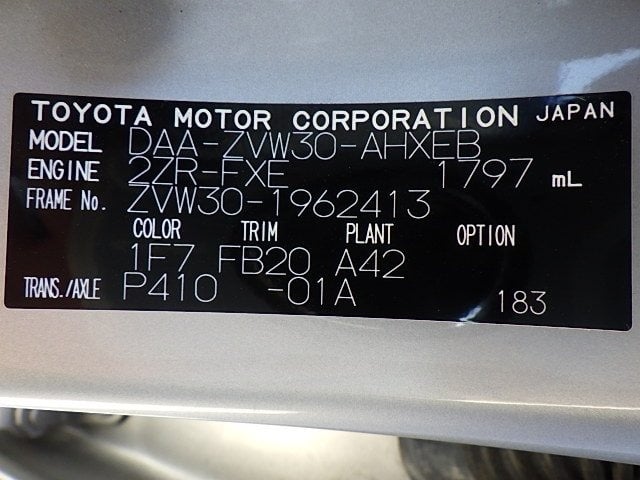 TOYOTA MOTOR CORPORATION JAPAN
MODEL DAA-ZVW30-AHXEB
ENGINE 2ZR-FXE 1797 mL
FRAME No. ZVW30-1962413
COLOR TRIM PLANT OPTION
1F7 FB20 A42
TRANS./AXLE P410 -01A 183